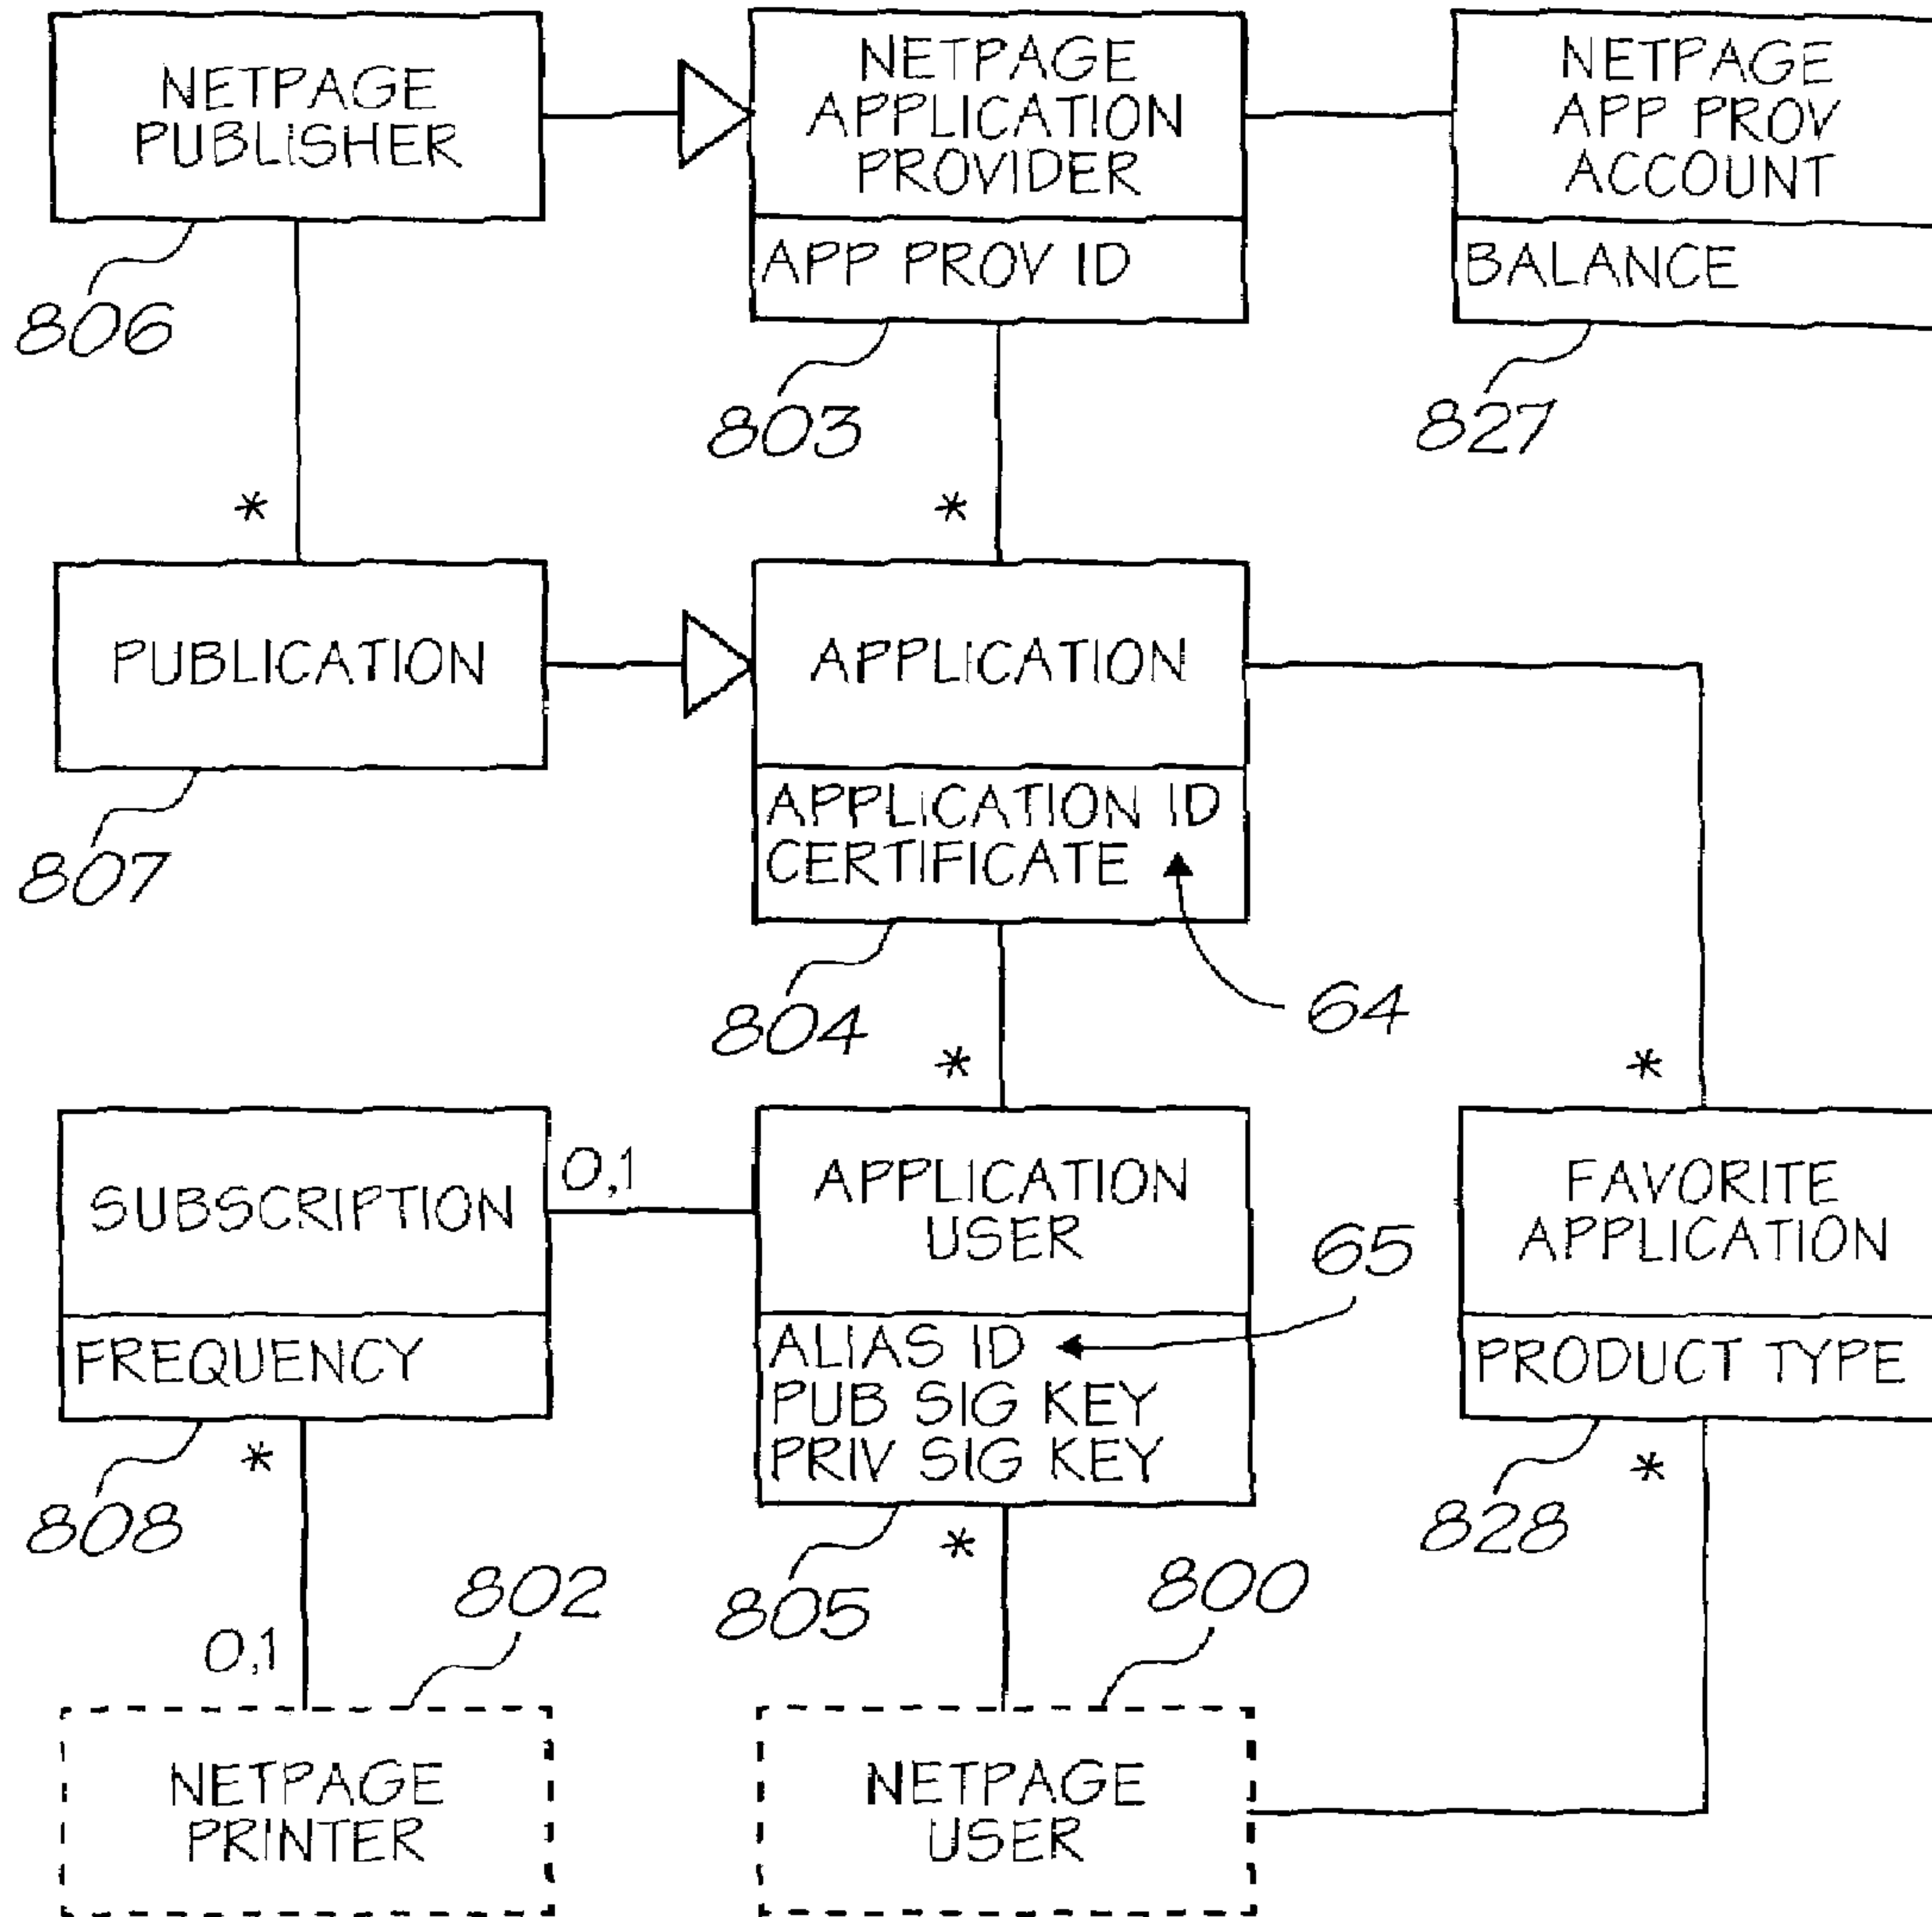 NETPAGE
PUBLISHER
NETPAGE
APPLICATION
PROVIDER
APP PROV ID
NETPAGE
APP PROV
ACCOUNT
BALANCE
806
803
827
*
*
PUBLICATION
APPLICATION
APPLICATION ID
CERTIFICATE
807
804
64
*
*
SUBSCRIPTION
FREQUENCY
0,1
APPLICATION
USER
ALIAS ID
PUB SIG KEY
PRIV SIG KEY
65
FAVORITE
APPLICATION
PRODUCT TYPE
*
808
*
805
*
828
802
800
0,1
NETPAGE
PRINTER
NETPAGE
USER